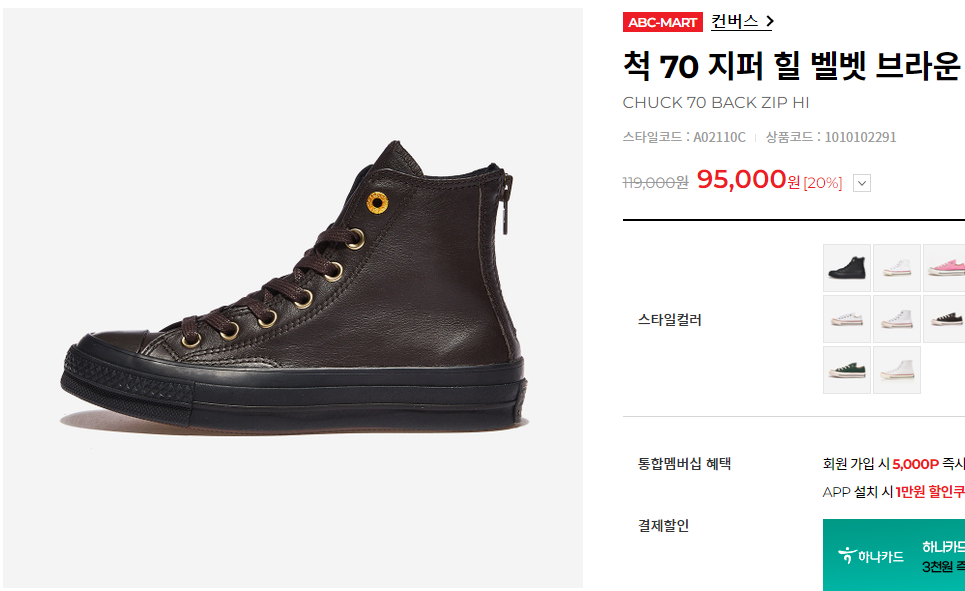 ABC-MART 컨버스
척 70 지퍼 힐 벨벳 브라운
CHUCK 70 BACK ZIP HI
스타일코드 : A02110C 상품코드 : 1010102291
119,000원 95,000원 [20%]
스타일컬러
통합멤버십 혜택
회원 가입 시 5,000P 즉시
APP 설치 시 1만원 할인쿠
결제할인
하나카드 하나카드
3천원 즉